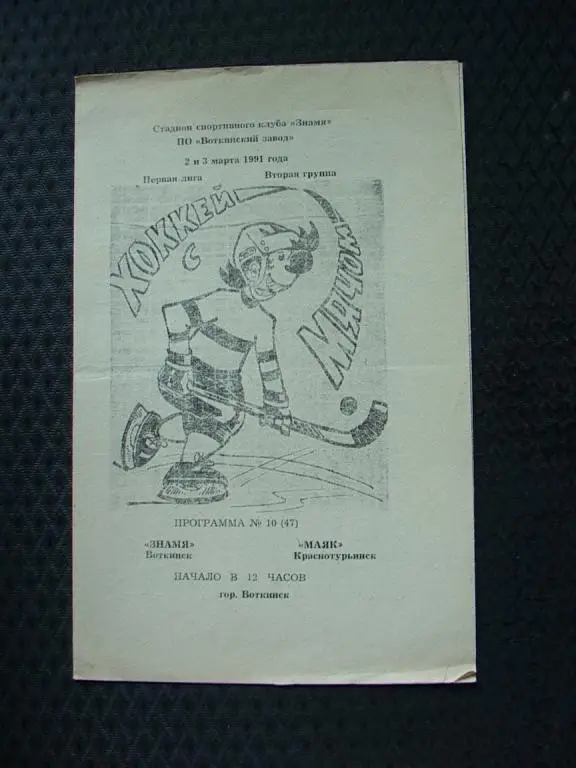 Стадион спортивного клуба «Знамя»
ПО «Воткинский завод»
2 и 3 марта 1991 года
Первая лига Вторая группа
ХОККЕЙ
С
МЯЧОМ
ПРОГРАММА № 10 (47)
«ЗНАМЯ» «МАЯК»
Воткинск Краснотурьинск
НАЧАЛО В 12 ЧАСОВ
гор. Воткинск